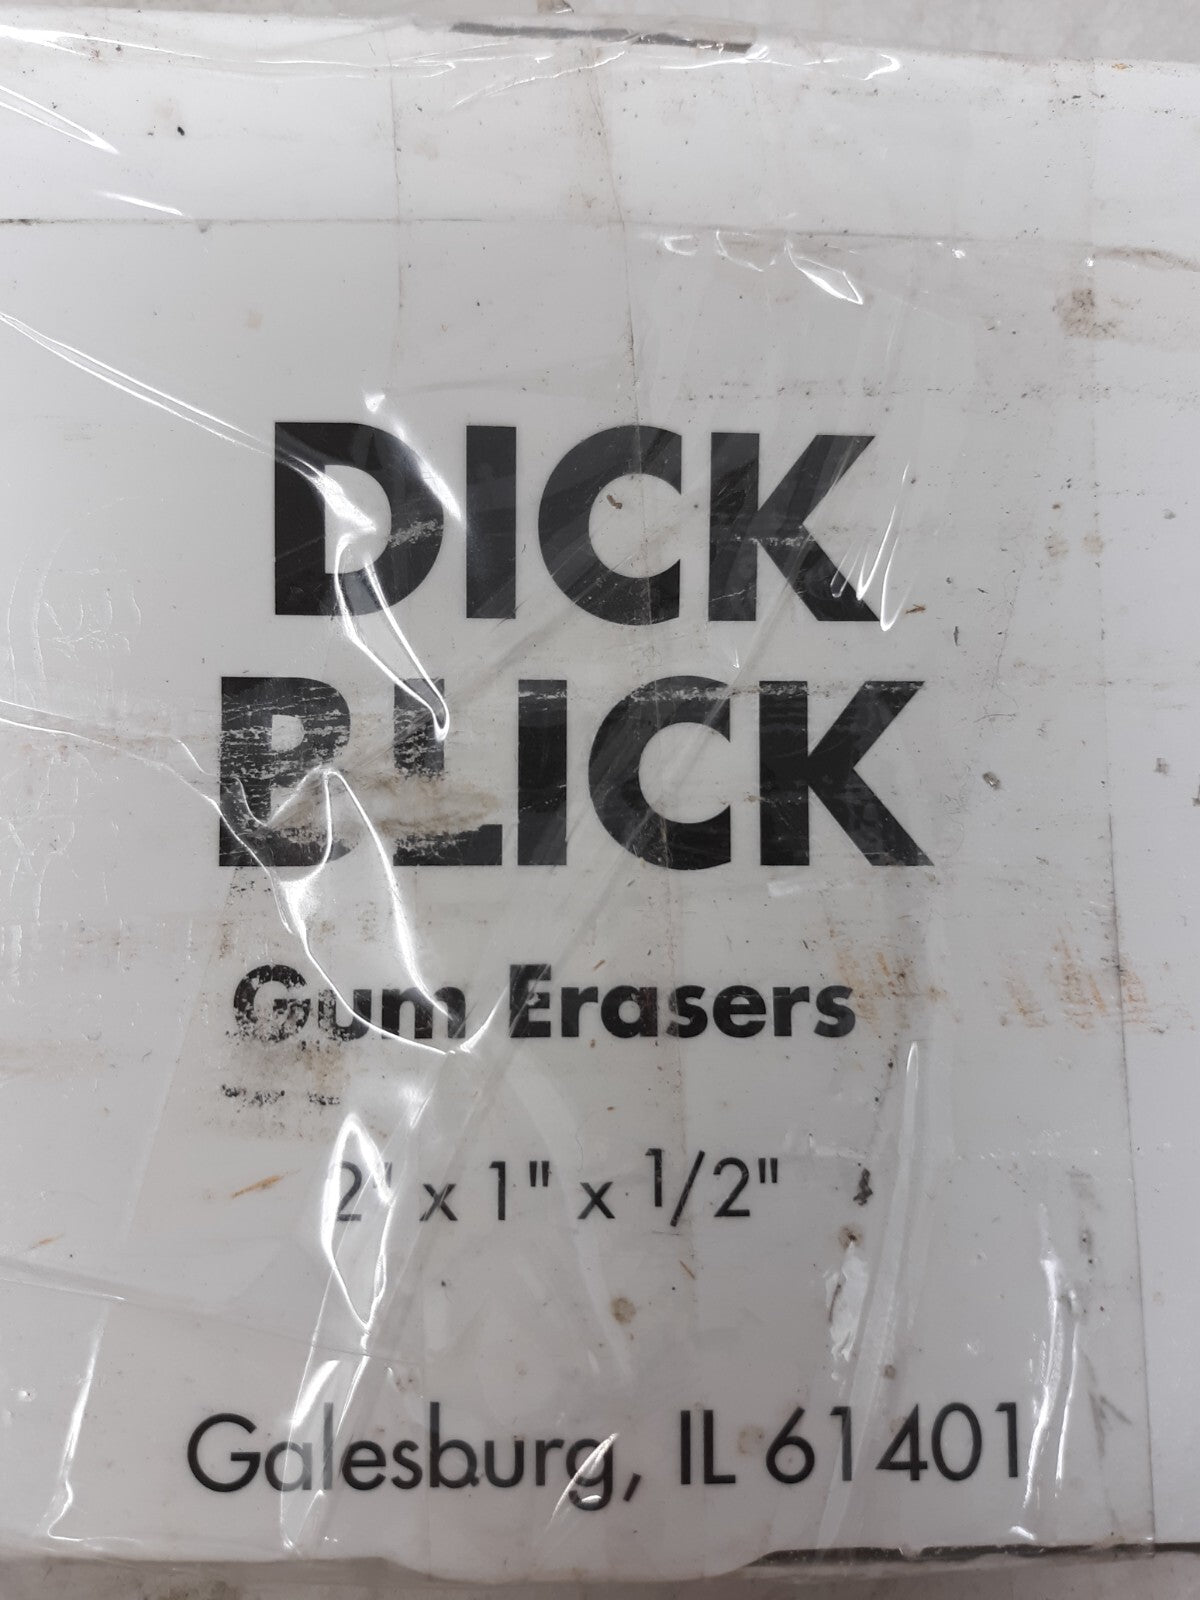 DICK
BLICK
Gum Erasers
2" x 1" x 1/2"
Galesburg, IL 61401